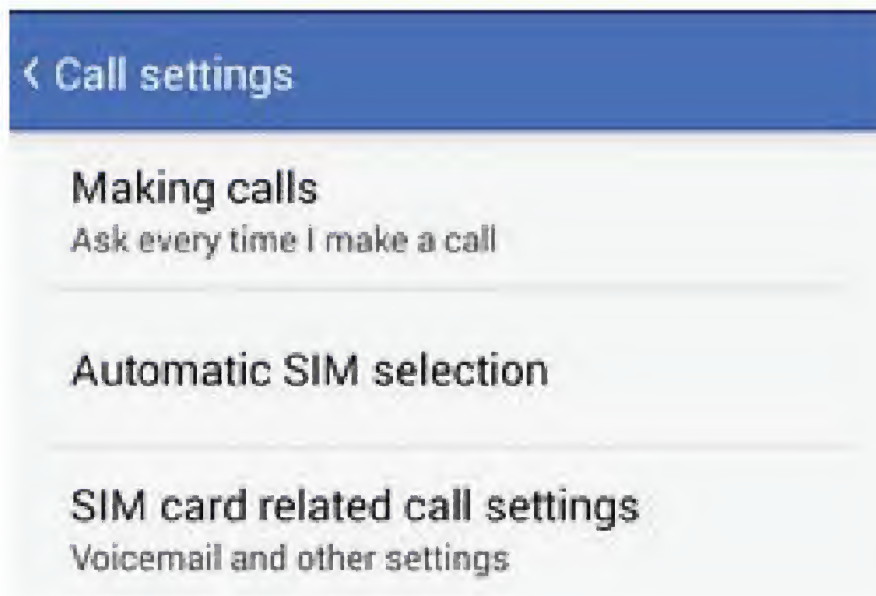 Call settings
Making calls
Ask every time I make a call
Automatic SIM selection
SIM card related call settings
Voicemail and other settings